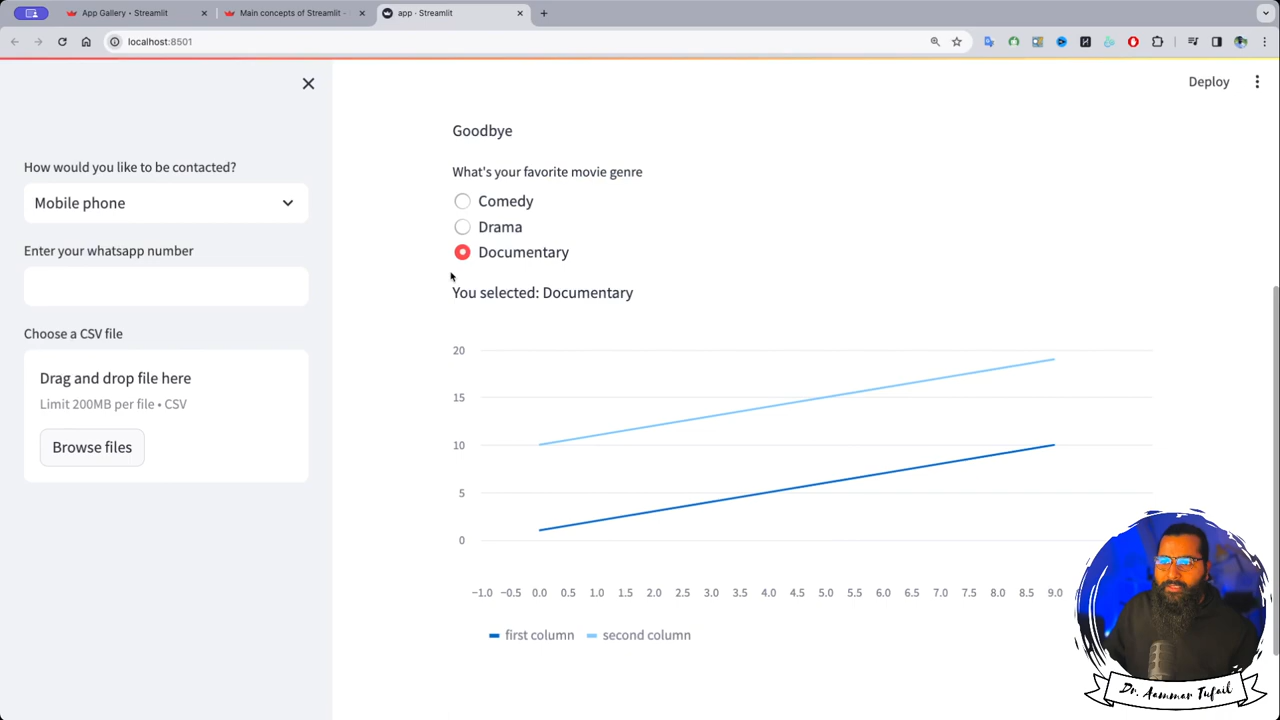 App Gallery • Streamlit
Main concepts of Streamlit -
app · Streamlit
localhost:8501
Deploy
How would you like to be contacted?
Mobile phone
Enter your whatsapp number
Choose a CSV file
Drag and drop file here
Limit 200MB per file • CSV
Browse files
Goodbye
What's your favorite movie genre
Comedy
Drama
Documentary
You selected: Documentary
20
15
10
5
0
-1.0 -0.5 0.0 0.5 1.0 1.5 2.0 2.5 3.0 3.5 4.0 4.5 5.0 5.5 6.0 6.5 7.0 7.5 8.0 8.5 9.0
first column second column
Dr. Aammar Tufail